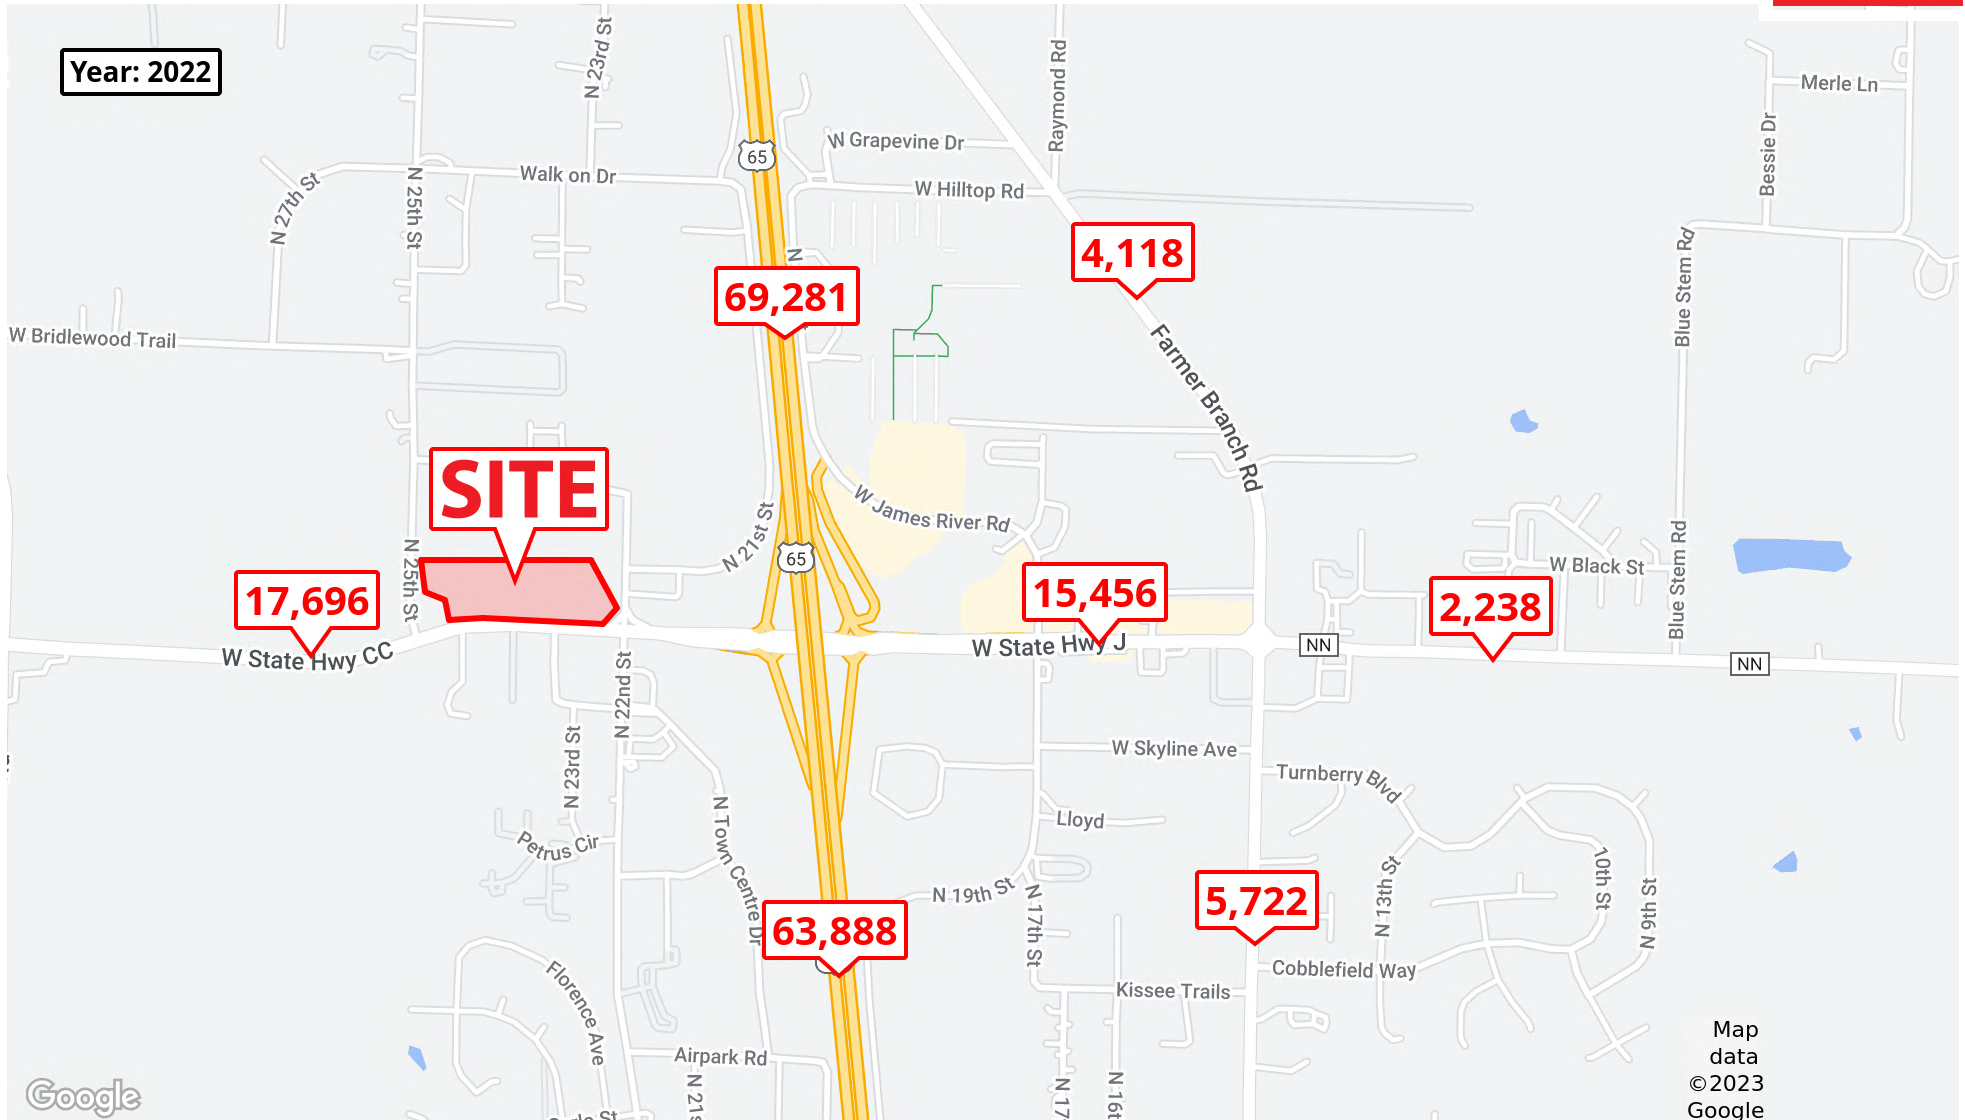 Year: 2022
N 23rd St
Raymond Rd
Merle Ln
Bessie Dr
W Grapevine Dr
65
Walk on Dr
W Hilltop Rd
N 27th St
N 25th St
N
4,118
69,281
Blue Stem Rd
W Bridlewood Trail
Farmer Branch Rd
SITE
W James River Rd
N 21st St
65
N 25th St
17,696
15,456
W Black St
Blue Stem Rd
2,238
W State Hwy CC
W State Hwy J
NN
NN
N 22nd St
N 23rd St
W Skyline Ave
Turnberry Blvd
N Town Centre Dr
Lloyd
Petrus Cir
N 19th St
N 17th St
N 13th St
10th St
N 9th St
5,722
63,888
Cobblefield Way
Kissee Trails
Florence Ave
Airpark Rd
N 21s
N 17
N 16t
Google
Map
data
©2023
Google